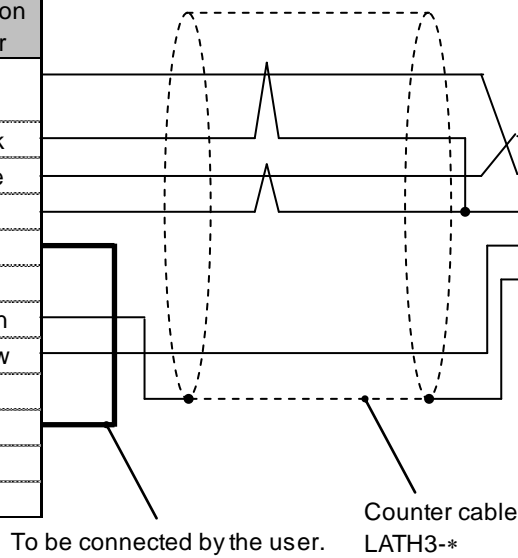 on
r
k
e
n
w
To be connected by the user.
Counter cable
LATH3-*